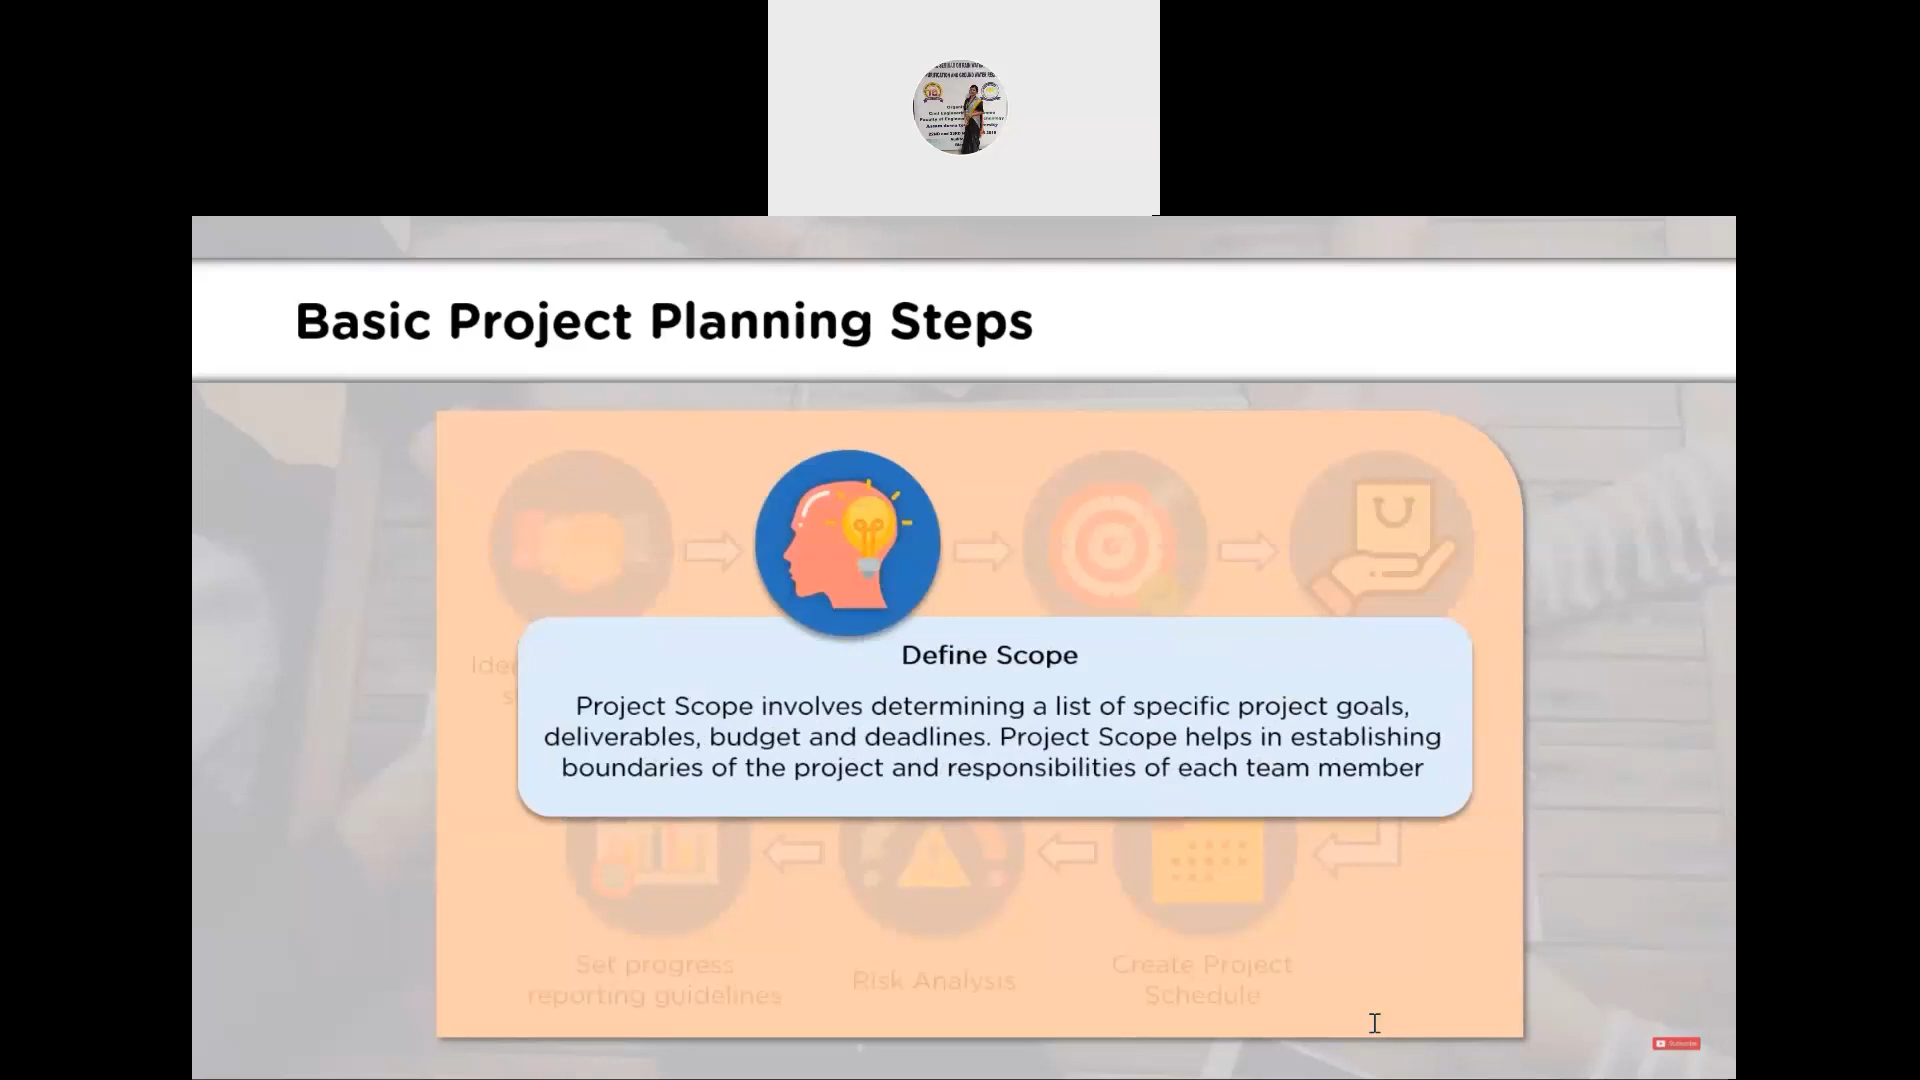 Basic Project Planning Steps
Define Scope
Project Scope involves determining a list of specific project goals,
deliverables, budget and deadlines. Project Scope helps in establishing
boundaries of the project and responsibilities of each team member
Set progress
reporting guidelines
Risk Analysis
Create Project
Schedule
Subscribe